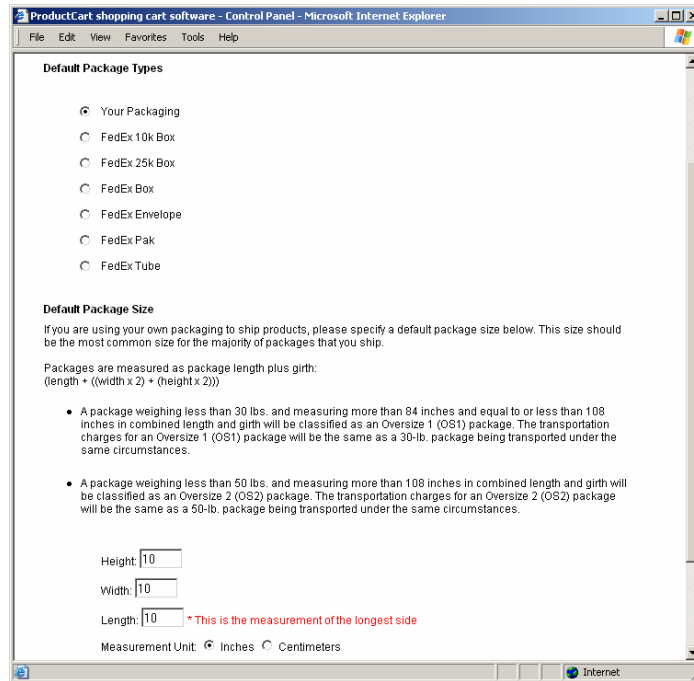 ProductCart shopping cart software - Control Panel - Microsoft Internet Explorer
File Edit View Favorites Tools Help
Default Package Types
Your Packaging
FedEx 10k Box
FedEx 25k Box
FedEx Box
FedEx Envelope
FedEx Pak
FedEx Tube
Default Package Size
If you are using your own packaging to ship products, please specify a default package size below. This size should
be the most common size for the majority of packages that you ship.
Packages are measured as package length plus girth:
(length + ((width x 2) + (height x 2)))
• A package weighing less than 30 lbs. and measuring more than 84 inches and equal to or less than 108
inches in combined length and girth will be classified as an Oversize 1 (OS1) package. The transportation
charges for an Oversize 1 (OS1) package will be the same as a 30-lb. package being transported under the
same circumstances.
• A package weighing less than 50 lbs. and measuring more than 108 inches in combined length and girth will
be classified as an Oversize 2 (OS2) package. The transportation charges for an Oversize 2 (OS2) package
will be the same as a 50-lb. package being transported under the same circumstances.
Height: 10
Width: 10
Length: 10 * This is the measurement of the longest side
Measurement Unit: Inches Centimeters
Internet